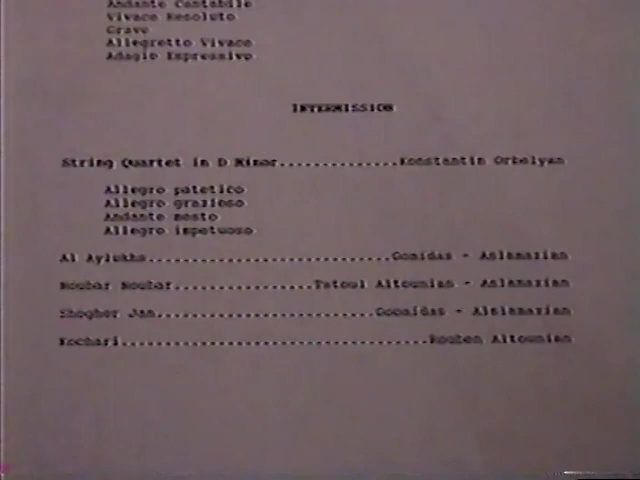 Andante Cantabile
Vivace Resoluto
Grave
Allegretto Vivace
Adagio Expressivo
INTERMISSION
String Quartet in D Minor..............Konstantin Orbelyan
Allegro patetico
Allegro grazioso
Andante mesto
Allegro impetuoso
Al Aylukhs.............................Gomidas - Aslamazian
Noubar Noubar.................Tatoul Altounian - Aslamazian
Shogher Jan..........................Gomidas - Aslamazian
Kochari.....................................Rouben Altounian